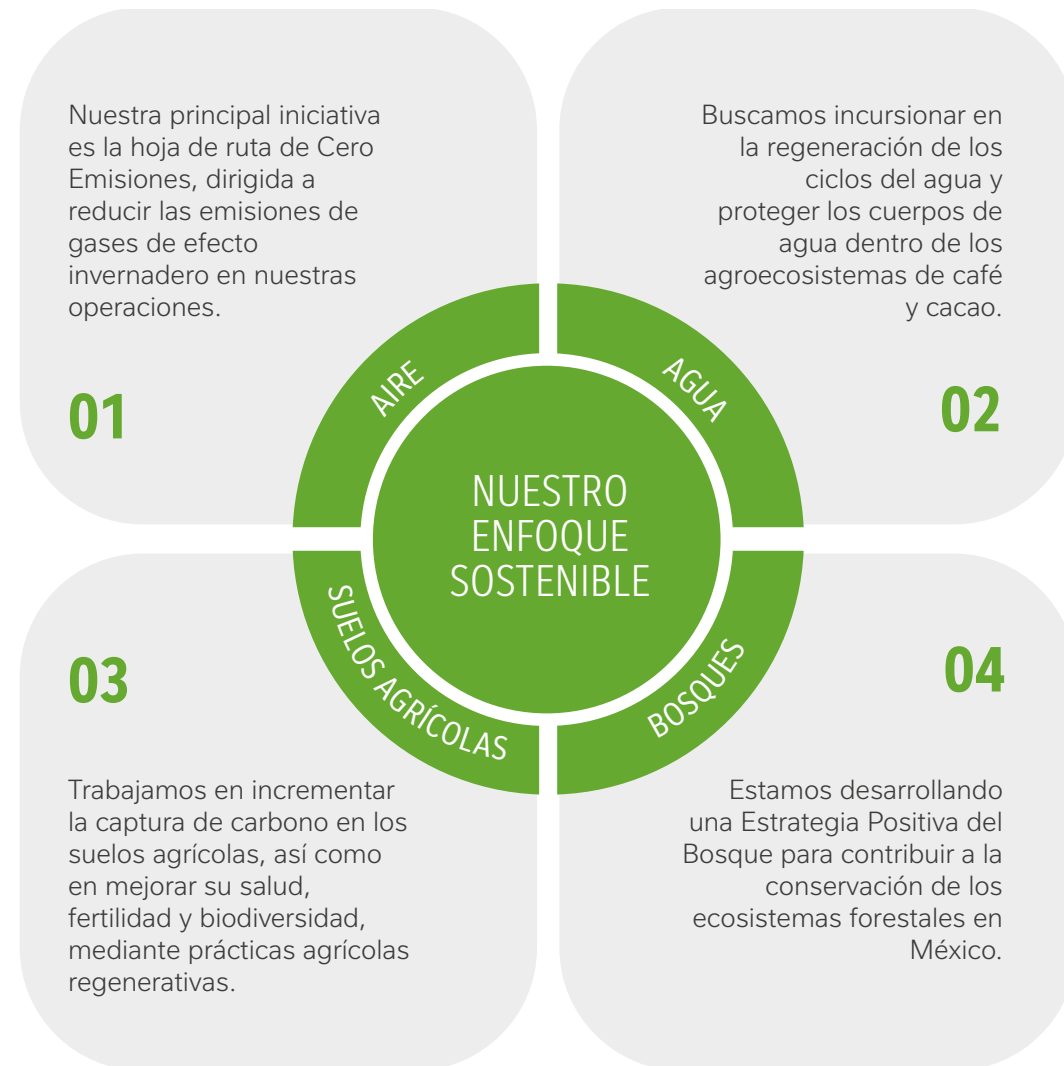 Nuestra principal iniciativa
es la hoja de ruta de Cero
Emisiones, dirigida a
reducir las emisiones de
gases de efecto
invernadero en nuestras
operaciones.
01
AIRE
Buscamos incursionar en
la regeneración de los
ciclos del agua y
proteger los cuerpos de
agua dentro de los
agroecosistemas de café
y cacao.
02
AGUA
NUESTRO
ENFOQUE
SOSTENIBLE
03
SUELOS AGRÍCOLAS
Trabajamos en incrementar
la captura de carbono en los
suelos agrícolas, así como
en mejorar su salud,
fertilidad y biodiversidad,
mediante prácticas agrícolas
regenerativas.
04
BOSQUES
Estamos desarrollando
una Estrategia Positiva del
Bosque para contribuir a la
conservación de los
ecosistemas forestales en
México.